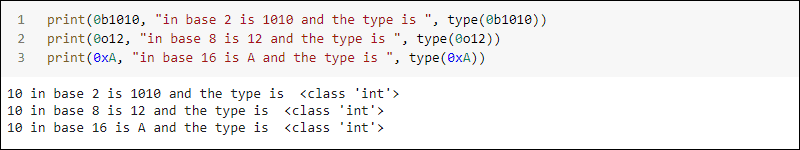 1 print(0b1010, "in base 2 is 1010 and the type is ", type(0b1010))
2 print(0o12, "in base 8 is 12 and the type is ", type(0o12))
3 print(0xA, "in base 16 is A and the type is ", type(0xA))
10 in base 2 is 1010 and the type is  <class 'int'>
10 in base 8 is 12 and the type is  <class 'int'>
10 in base 16 is A and the type is  <class 'int'>